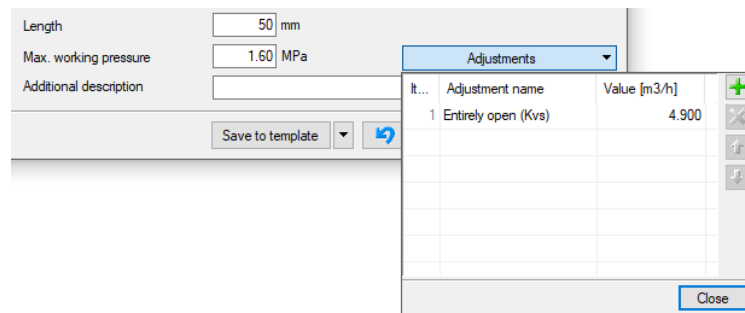 Length 50 mm
Max. working pressure 1.60 MPa Adjustments
Additional description
It... Adjustment name Value [m3/h]
1 Entirely open (Kvs) 4.900
Save to template
Close